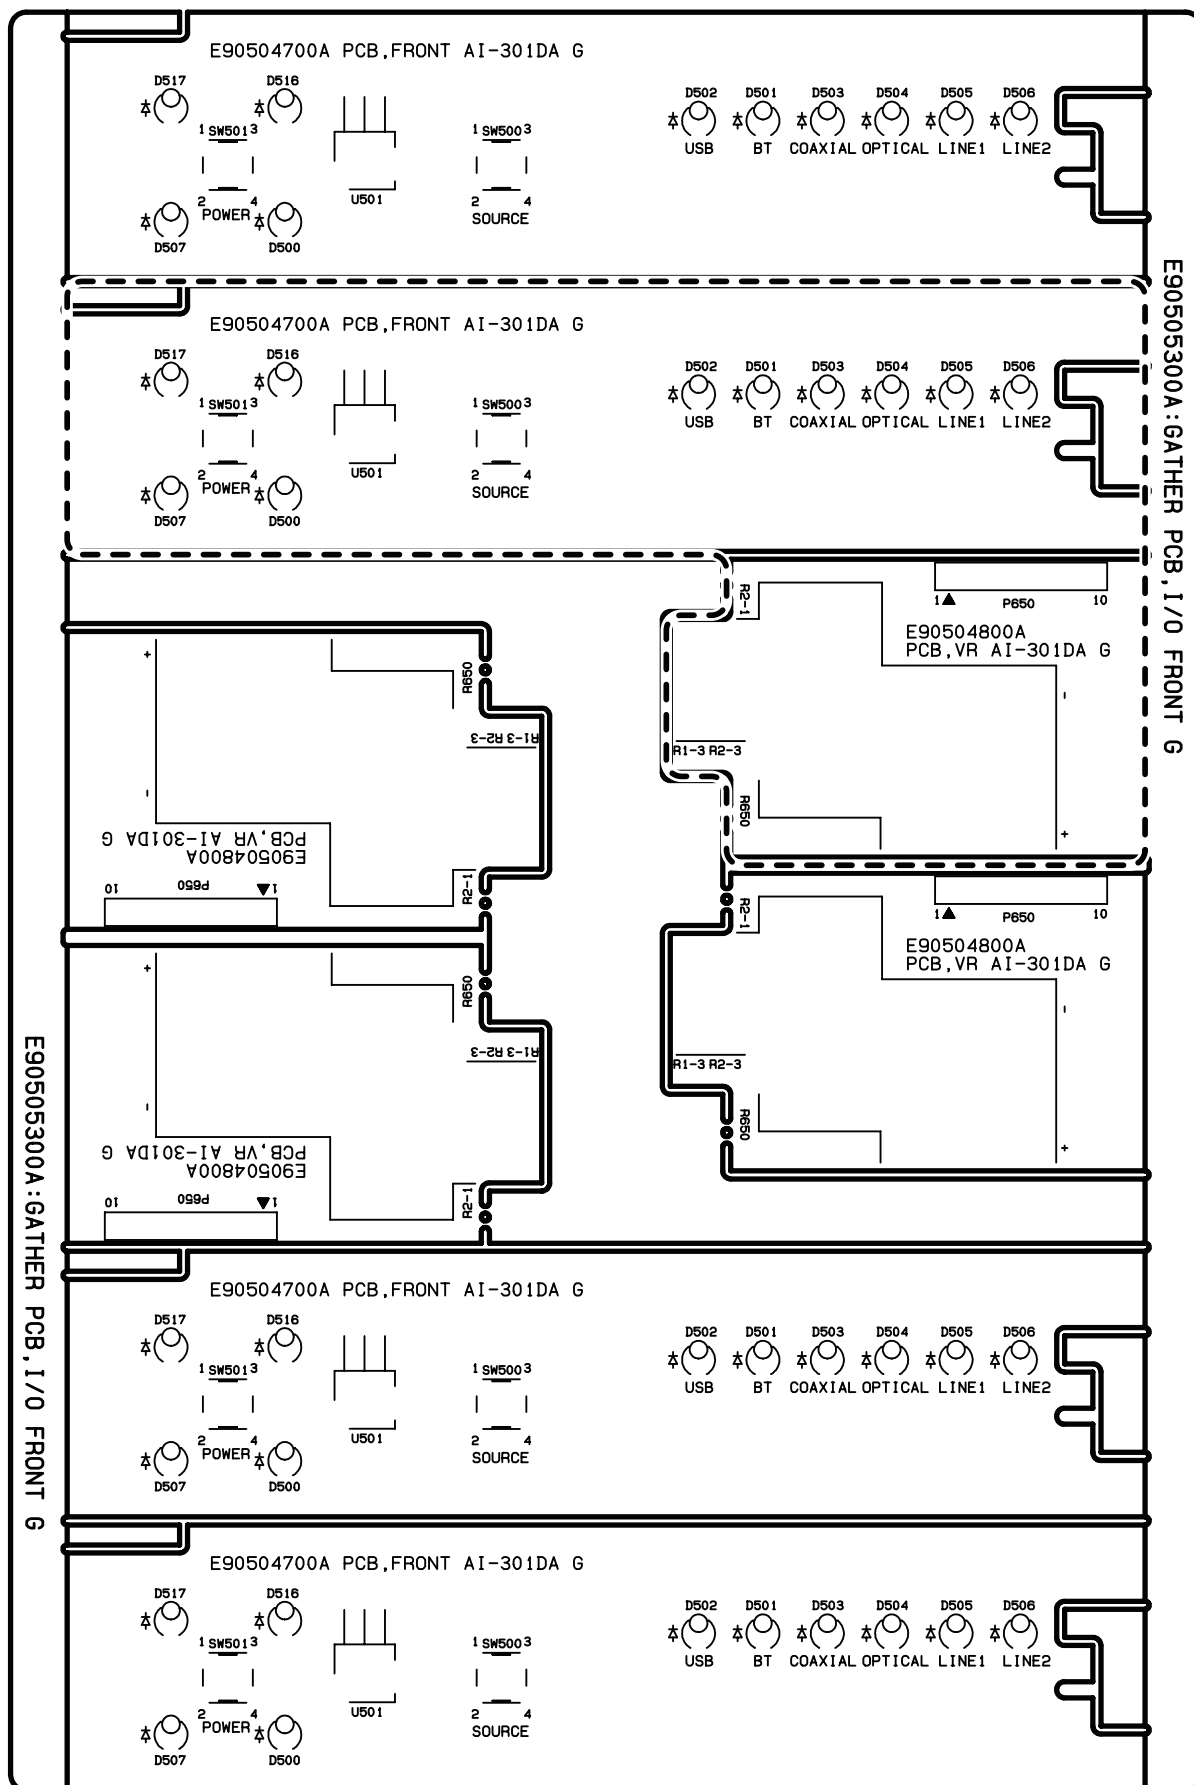 E90504700A PCB,FRONT AI-301DA G
D517 D516
D502 D501 D503 D504 D505 D506
1 SW501 3
1 SW500 3
USB BT COAXIAL OPTICAL LINE1 LINE2
2 POWER 4
U501
2 4
SOURCE
D507 D500
E90504700A PCB,FRONT AI-301DA G
D517 D516
D502 D501 D503 D504 D505 D506
1 SW501 3
1 SW500 3
USB BT COAXIAL OPTICAL LINE1 LINE2
2 POWER 4
U501
2 4
SOURCE
D507 D500
E90505300A:GATHER PCB,I/O FRONT G
R2-1
1 P650 10
E90504800A
PCB,VR AI-301DA G
-
R1-3 R2-3
R650
+
+
R650
R1-3 R2-3
-
E90504800A
PCB,VR AI-301DA G
R2-1
1 P650 10
R2-1
1 P650 10
E90504800A
PCB,VR AI-301DA G
-
R1-3 R2-3
R650
+
+
R650
R1-3 R2-3
-
E90504800A
PCB,VR AI-301DA G
R2-1
1 P650 10
E90505300A:GATHER PCB,I/O FRONT G
E90504700A PCB,FRONT AI-301DA G
D517 D516
D502 D501 D503 D504 D505 D506
1 SW501 3
1 SW500 3
USB BT COAXIAL OPTICAL LINE1 LINE2
2 POWER 4
U501
2 4
SOURCE
D507 D500
E90504700A PCB,FRONT AI-301DA G
D517 D516
D502 D501 D503 D504 D505 D506
1 SW501 3
1 SW500 3
USB BT COAXIAL OPTICAL LINE1 LINE2
2 POWER 4
U501
2 4
SOURCE
D507 D500